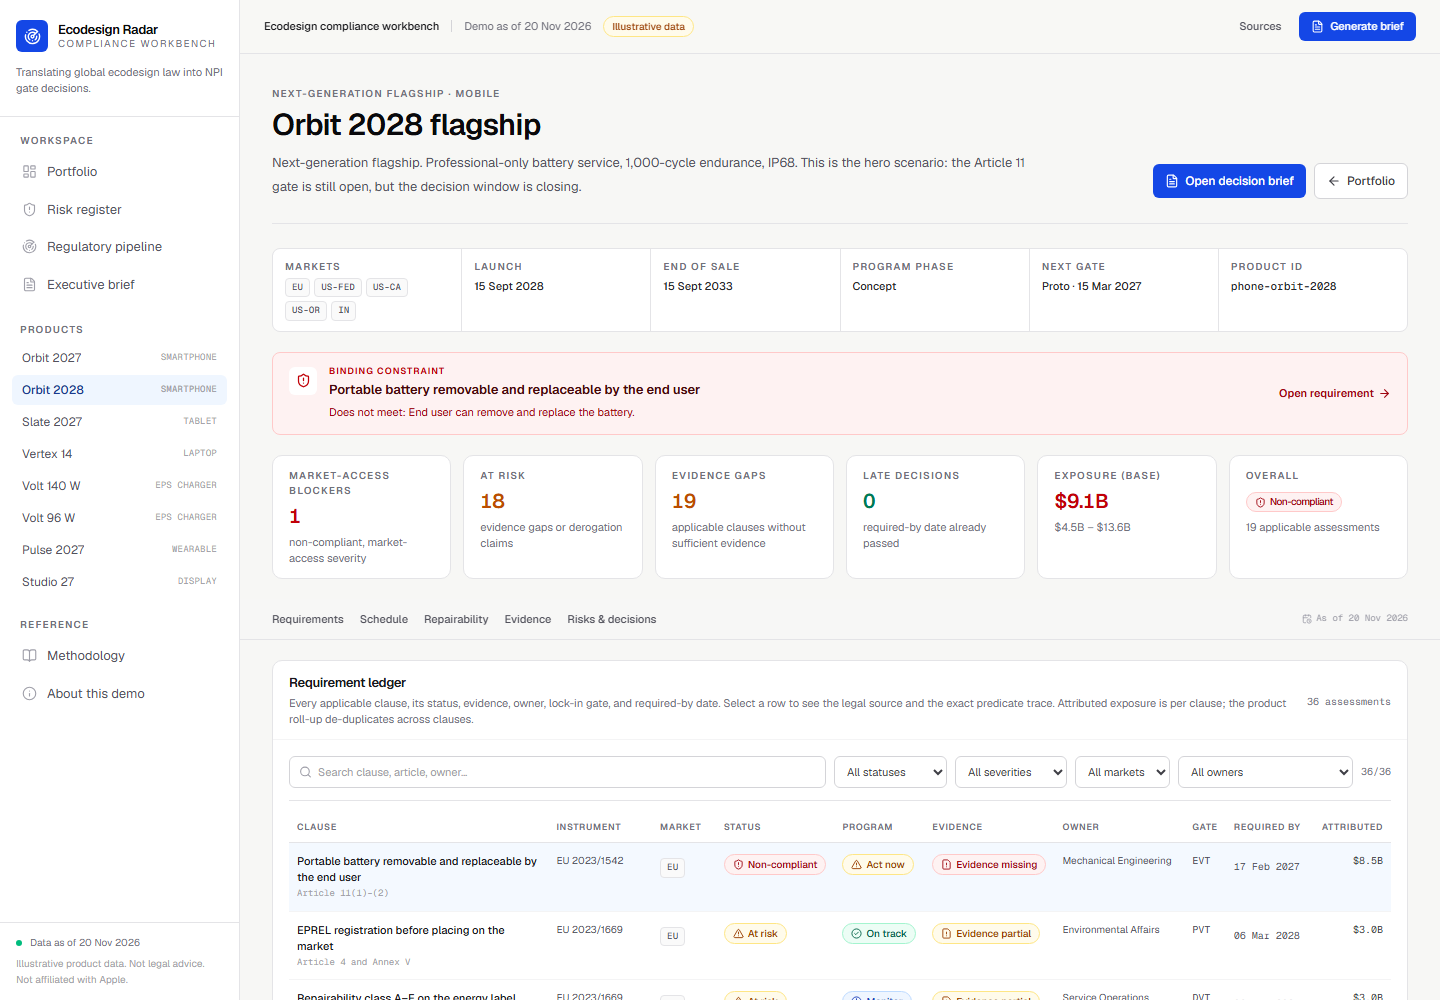 Ecodesign Radar
COMPLIANCE WORKBENCH
Translating global ecodesign law into NPI
gate decisions.
WORKSPACE
Portfolio
Risk register
Regulatory pipeline
Executive brief
PRODUCTS
Orbit 2027 SMARTPHONE
Orbit 2028 SMARTPHONE
Slate 2027 TABLET
Vertex 14 LAPTOP
Volt 140 W EPS CHARGER
Volt 96 W EPS CHARGER
Pulse 2027 WEARABLE
Studio 27 DISPLAY
REFERENCE
Methodology
About this demo
Data as of 20 Nov 2026
Illustrative product data. Not legal advice.
Not affiliated with Apple.
Ecodesign compliance workbench Demo as of 20 Nov 2026 Illustrative data Sources Generate brief
NEXT-GENERATION FLAGSHIP · MOBILE
Orbit 2028 flagship
Next-generation flagship. Professional-only battery service, 1,000-cycle endurance, IP68. This is the hero scenario: the Article 11
gate is still open, but the decision window is closing.
Open decision brief Portfolio
MARKETS LAUNCH END OF SALE PROGRAM PHASE NEXT GATE PRODUCT ID
EU US-FED US-CA 15 Sept 2028 15 Sept 2033 Concept Proto · 15 Mar 2027 phone-orbit-2028
US-OR IN
BINDING CONSTRAINT
Portable battery removable and replaceable by the end user
Does not meet: End user can remove and replace the battery.
Open requirement
MARKET-ACCESS
BLOCKERS
1
non-compliant, market-
access severity
AT RISK
18
evidence gaps or derogation
claims
EVIDENCE GAPS
19
applicable clauses without
sufficient evidence
LATE DECISIONS
0
required-by date already
passed
EXPOSURE (BASE)
$9.1B
$4.5B – $13.6B
OVERALL
Non-compliant
19 applicable assessments
Requirements Schedule Repairability Evidence Risks & decisions As of 20 Nov 2026
Requirement ledger
Every applicable clause, its status, evidence, owner, lock-in gate, and required-by date. Select a row to see the legal source and the exact predicate trace. Attributed exposure is per clause; the product
roll-up de-duplicates across clauses.
36 assessments
Search clause, article, owner… All statuses All severities All markets All owners 36/36
CLAUSE INSTRUMENT MARKET STATUS PROGRAM EVIDENCE OWNER GATE REQUIRED BY ATTRIBUTED
Portable battery removable and replaceable by
the end user
Article 11(1)–(2)
EU 2023/1542 EU Non-compliant Act now Evidence missing Mechanical Engineering EVT 17 Feb 2027 $8.5B
EPREL registration before placing on the
market
Article 4 and Annex V
EU 2023/1669 EU At risk On track Evidence partial Environmental Affairs PVT 06 Mar 2028 $3.0B
Repairability class A–E on the energy label EU 2023/1669 At risk Monitor Evidence partial Service Operations DVT $3.0B